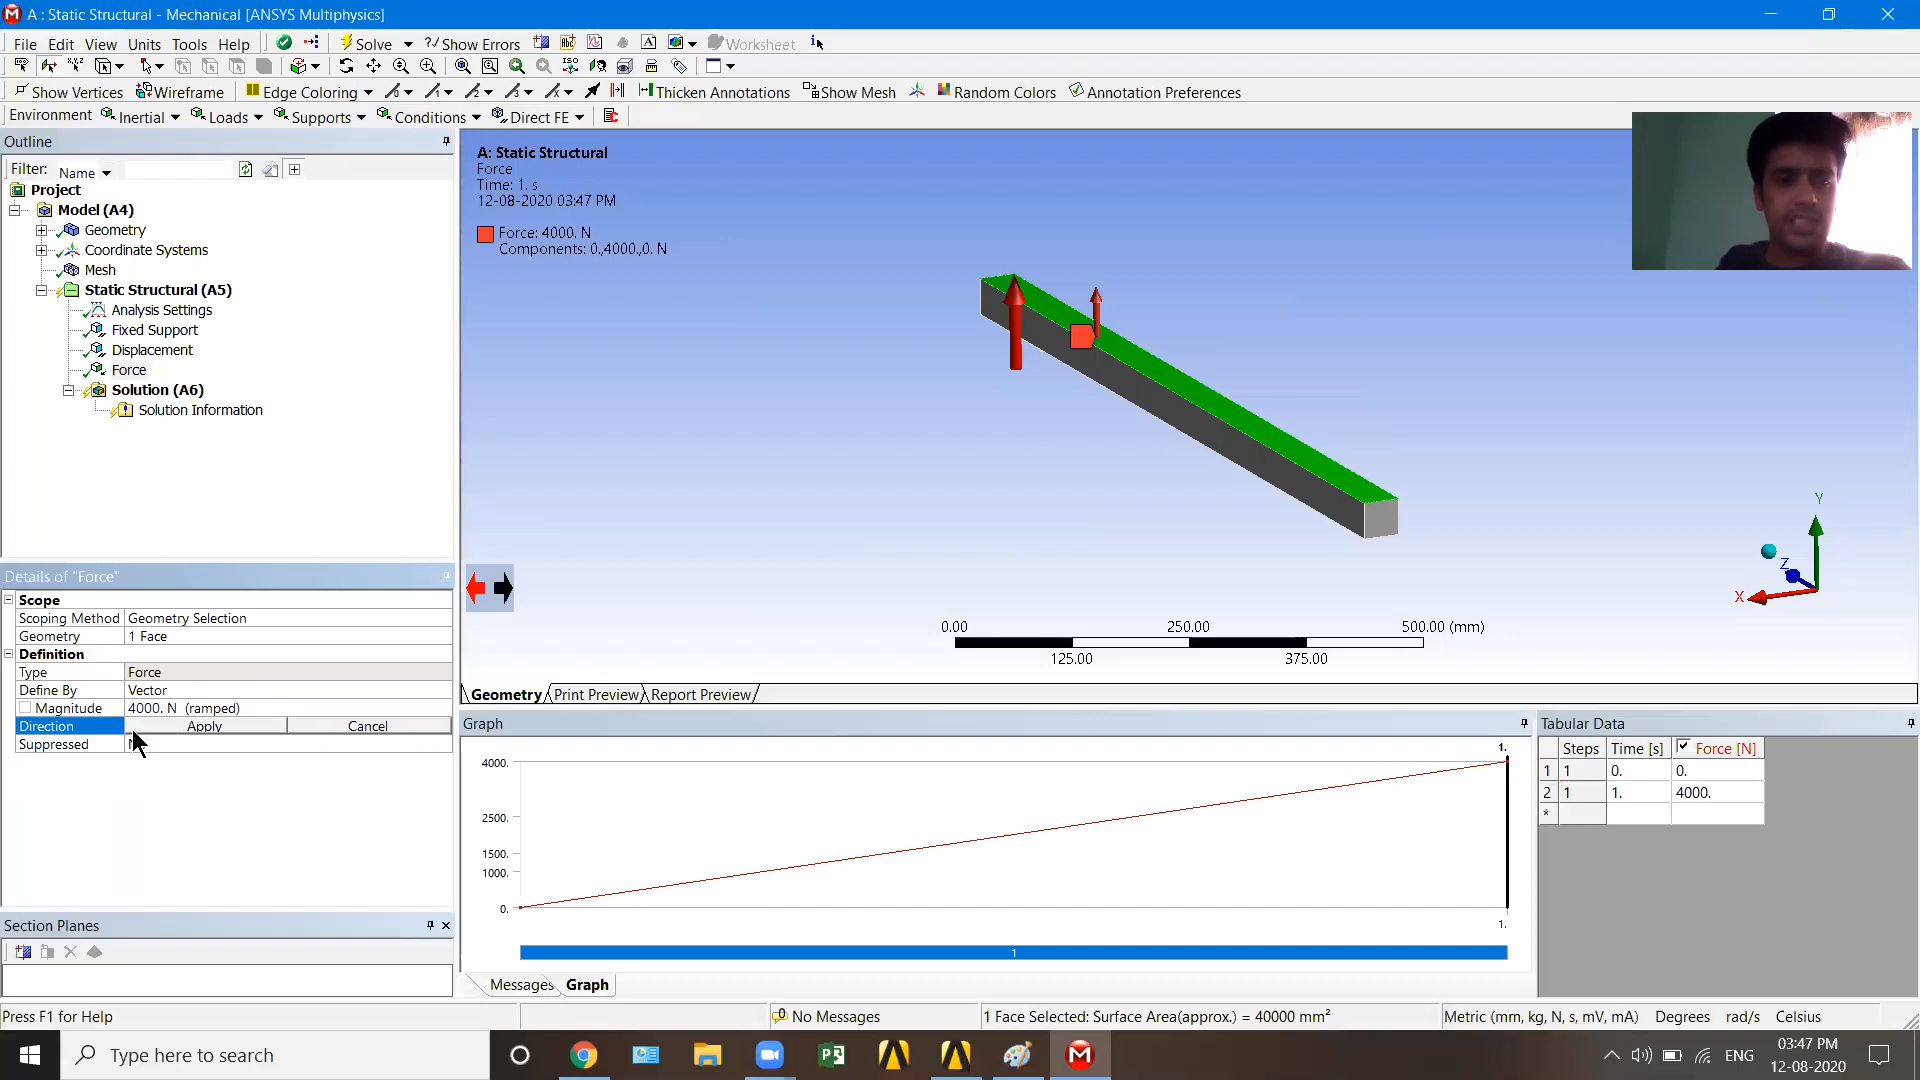 A : Static Structural - Mechanical [ANSYS Multiphysics]
File Edit View Units Tools Help Solve ?/Show Errors Worksheet
Show Vertices Wireframe Edge Coloring Thicken Annotations Show Mesh Random Colors Annotation Preferences
Environment Inertial Loads Supports Conditions Direct FE
Outline
Filter: Name
Project
Model (A4)
Geometry
Coordinate Systems
Mesh
Static Structural (A5)
Analysis Settings
Fixed Support
Displacement
Force
Solution (A6)
Solution Information
A: Static Structural
Force
Time: 1. s
12-08-2020 03:47 PM
Force: 4000. N
Components: 0.,4000.,0. N
Y
Z
X
0.00 250.00 500.00 (mm)
125.00 375.00
Geometry Print Preview Report Preview
Details of "Force"
Scope
Scoping Method Geometry Selection
Geometry 1 Face
Definition
Type Force
Define By Vector
Magnitude 4000. N (ramped)
Direction Apply Cancel
Suppressed
Section Planes
Graph
1.
4000.
2500.
1500.
1000.
0.
1.
1
Messages Graph
Tabular Data
Steps Time [s] Force [N]
1 1 0. 0.
2 1 1. 4000.
*
Press F1 for Help 0 No Messages 1 Face Selected: Surface Area(approx.) = 40000 mm² Metric (mm, kg, N, s, mV, mA) Degrees rad/s Celsius
Type here to search
ENG
03:47 PM
12-08-2020